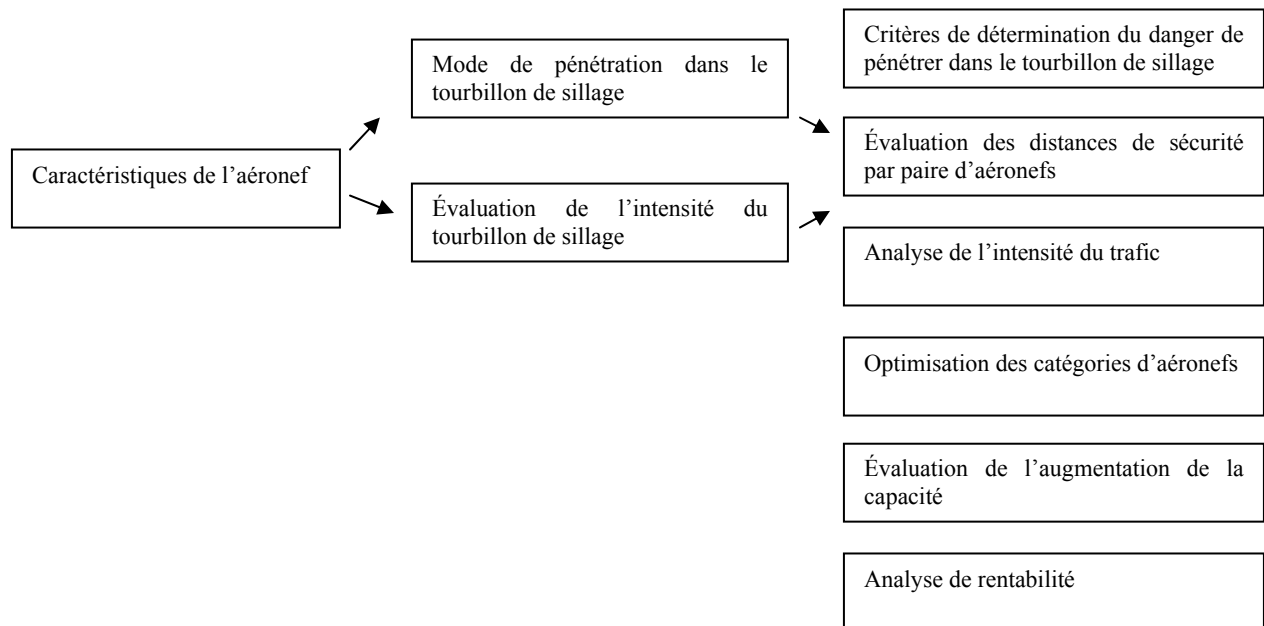 Caractéristiques de l’aéronef
Mode de pénétration dans le
tourbillon de sillage
Évaluation de l’intensité du
tourbillon de sillage
Critères de détermination du danger de
pénétrer dans le tourbillon de sillage
Évaluation des distances de sécurité
par paire d’aéronefs
Analyse de l’intensité du trafic
Optimisation des catégories d’aéronefs
Évaluation de l’augmentation de la
capacité
Analyse de rentabilité